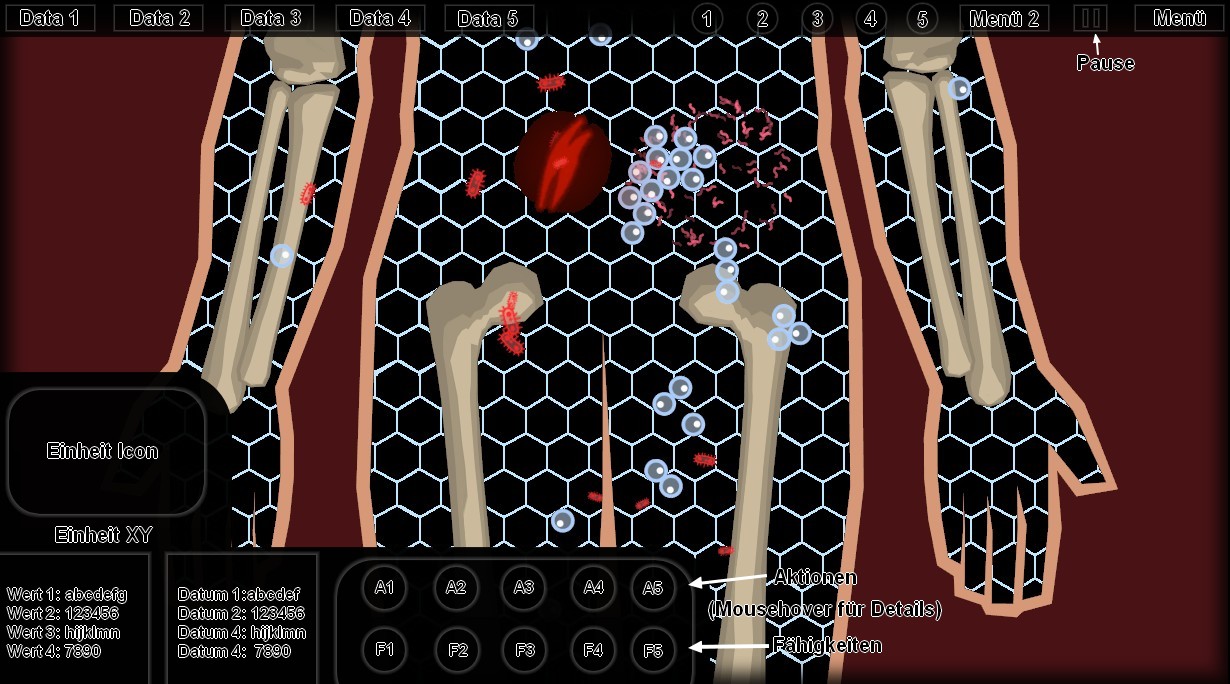 Data 1 Data 2 Data 3 Data 4 Data 5 1 2 3 4 5 Menü 2 Menü
Pause
Einheit Icon
Einheit XY
Wert 1: abcdefg
Wert 2: 123456
Wert 3: hijklmn
Wert 4: 7890
Datum 1:abcdef
Datum 2: 123456
Datum 4: hijklmn
Datum 4: 7890
A1 A2 A3 A4 A5
F1 F2 F3 F4 F5
Aktionen
(Mousehover für Details)
Fähigkeiten